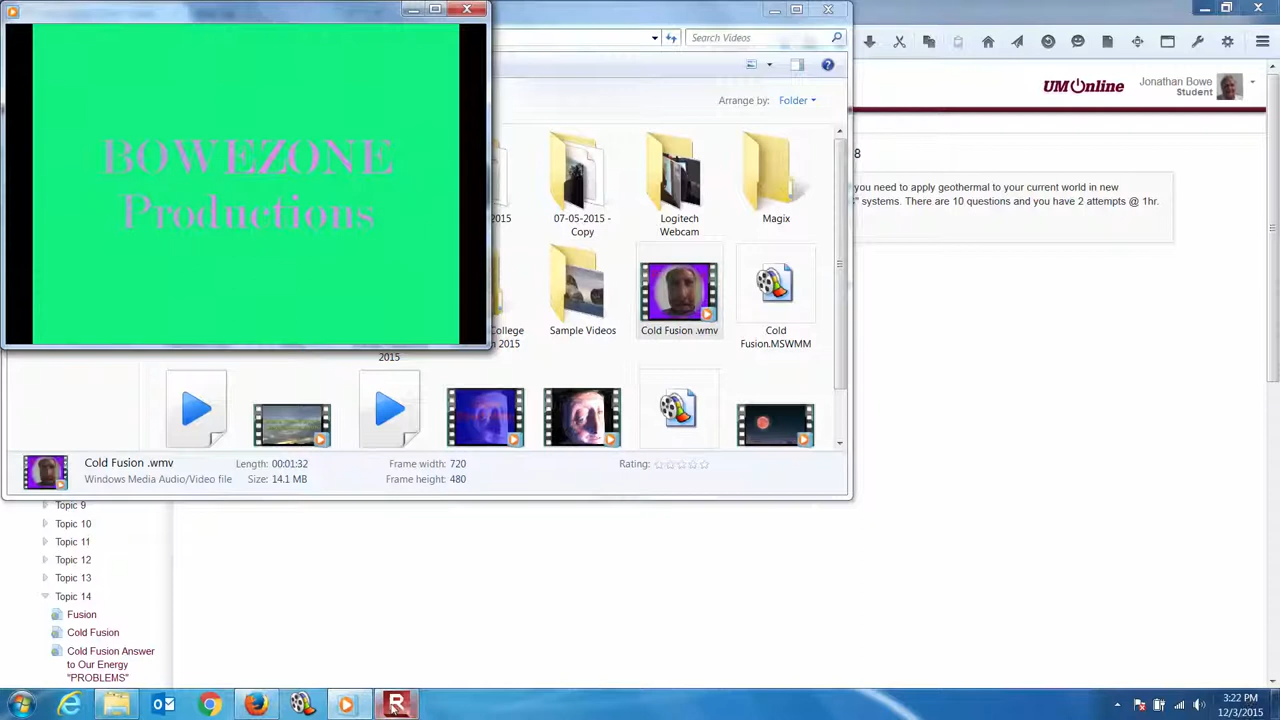 BOWEZONE
Productions
Search Videos
Arrange by: Folder
UMOnline
Jonathan Bowe
Student
8
you need to apply geothermal to your current world in new
systems. There are 10 questions and you have 2 attempts @ 1hr.
2015
07-05-2015 -
Copy
Logitech
Webcam
Magix
College
2015
2015
Sample Videos
Cold Fusion .wmv
Cold
Fusion.MSWMM
Cold Fusion .wmv
Windows Media Audio/Video file
Length: 00:01:32
Size: 14.1 MB
Frame width: 720
Frame height: 480
Rating:
Topic 9
Topic 10
Topic 11
Topic 12
Topic 13
Topic 14
Fusion
Cold Fusion
Cold Fusion Answer
to Our Energy
"PROBLEMS"
R
3:22 PM
12/3/2015